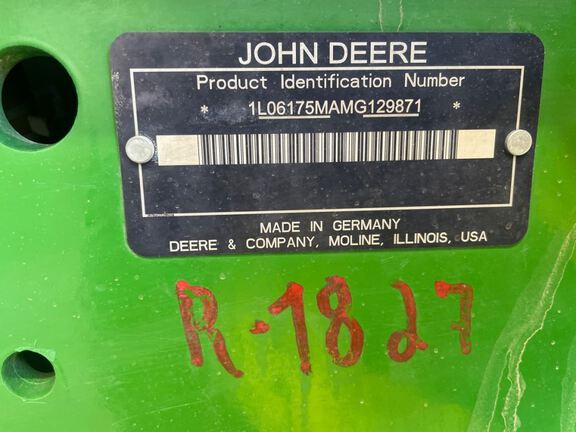 JOHN DEERE
Product Identification Number
* 1L06175MAMG129871 *
MADE IN GERMANY
DEERE & COMPANY, MOLINE, ILLINOIS, USA
R-1827